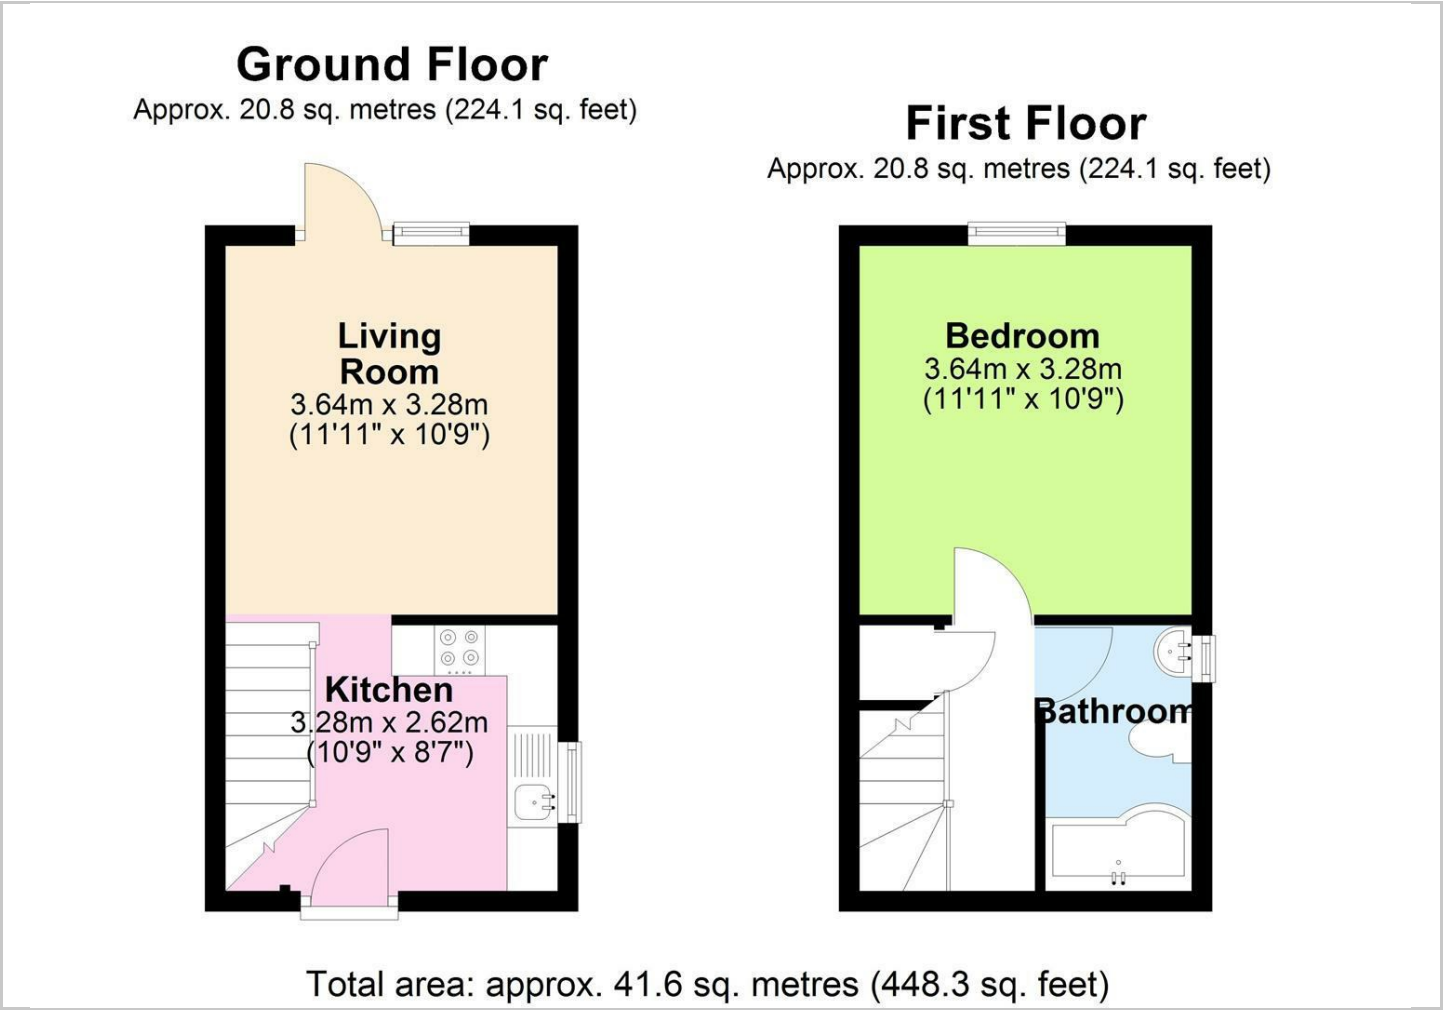 Ground Floor
Approx. 20.8 sq. metres (224.1 sq. feet)
Living
Room
3.64m x 3.28m
(11'11" x 10'9")
Kitchen
3.28m x 2.62m
(10'9" x 8'7")
First Floor
Approx. 20.8 sq. metres (224.1 sq. feet)
Bedroom
3.64m x 3.28m
(11'11" x 10'9")
Bathroom
Total area: approx. 41.6 sq. metres (448.3 sq. feet)